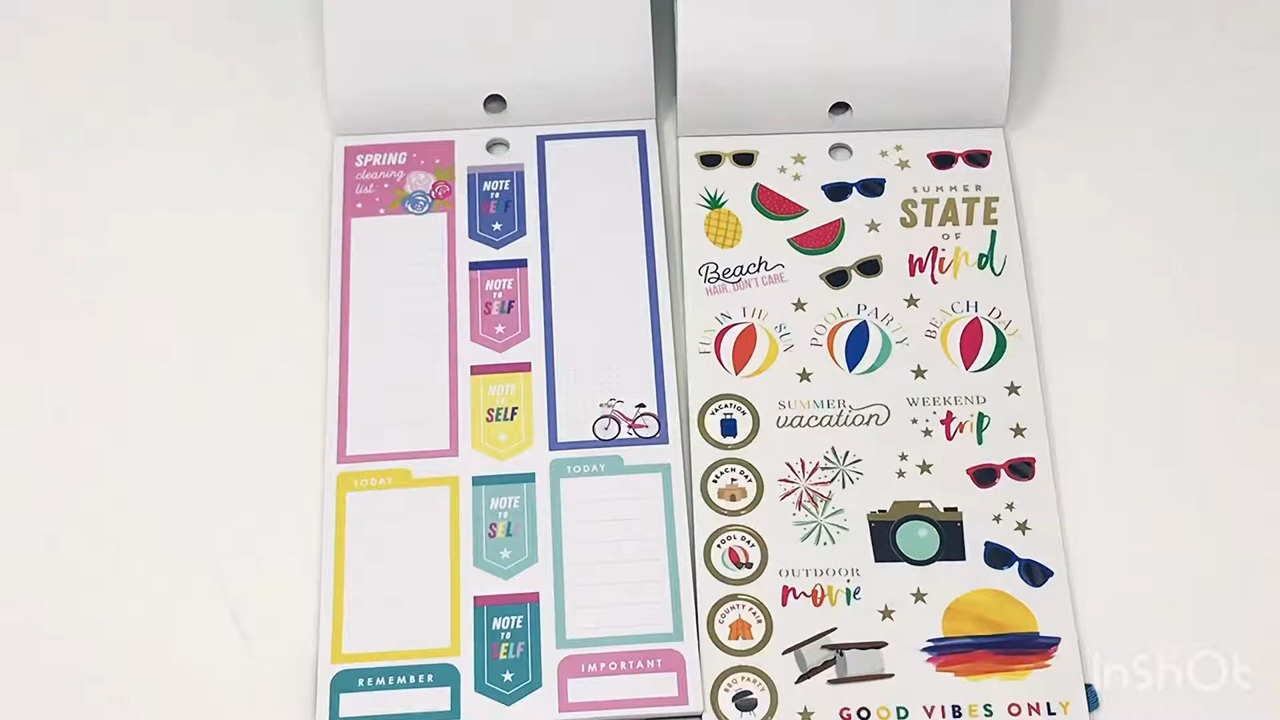 SPRING
cleaning
list
NOTE
TO
SELF
NOTE
TO
SELF
NOTE
TO
SELF
NOTE
TO
SELF
NOTE
TO
SELF
TODAY
TODAY
REMEMBER
IMPORTANT
SUMMER
STATE
OF
mind
Beach
HAIR. DON'T CARE.
FUN IN THE SUN
POOL PARTY
BEACH DAY
VACATION
SUMMER
vacation
WEEKEND
trip
BEACH DAY
POOL DAY
OUTDOOR
movie
COUNTY FAIR
BBQ PARTY
GOOD VIBES ONLY
InShOt